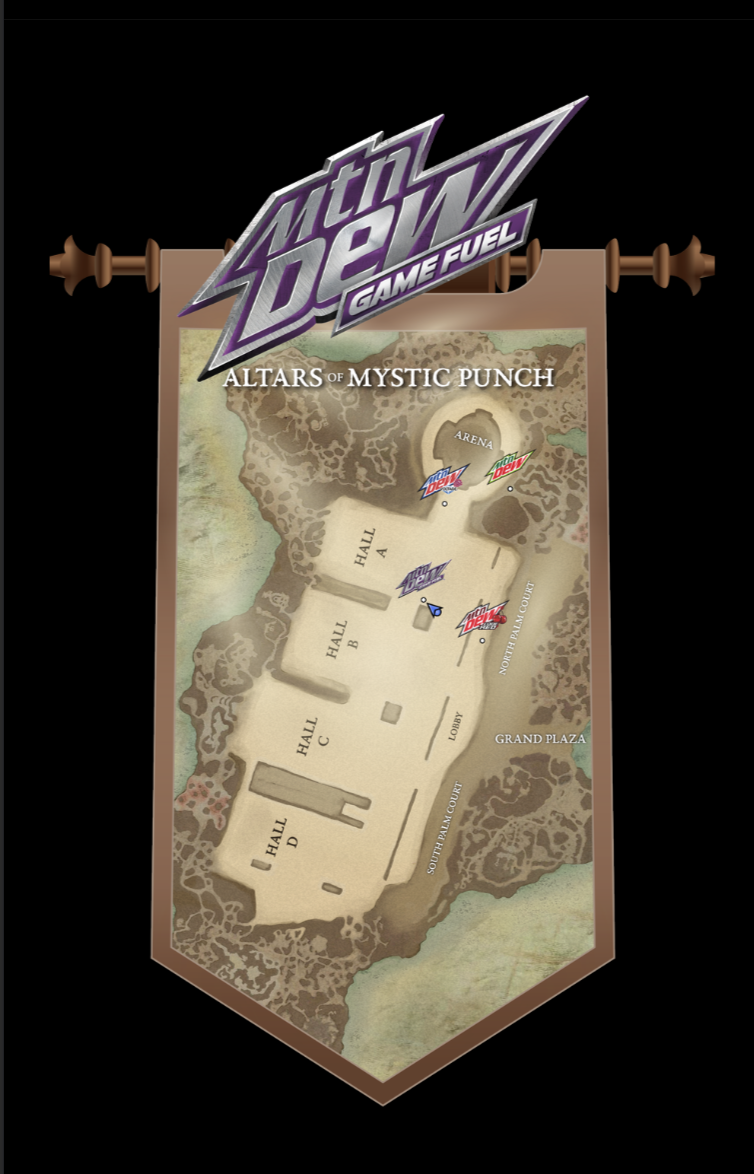 Mtn
Dew
GAME FUEL
ALTARS OF MYSTIC PUNCH
ARENA
Mtn
Dew
Mtn
Dew
HALL
A
Mtn
Dew
Mtn
Dew
HALL
B
NORTH PALM COURT
HALL
C
LOBBY
GRAND PLAZA
SOUTH PALM COURT
HALL
D